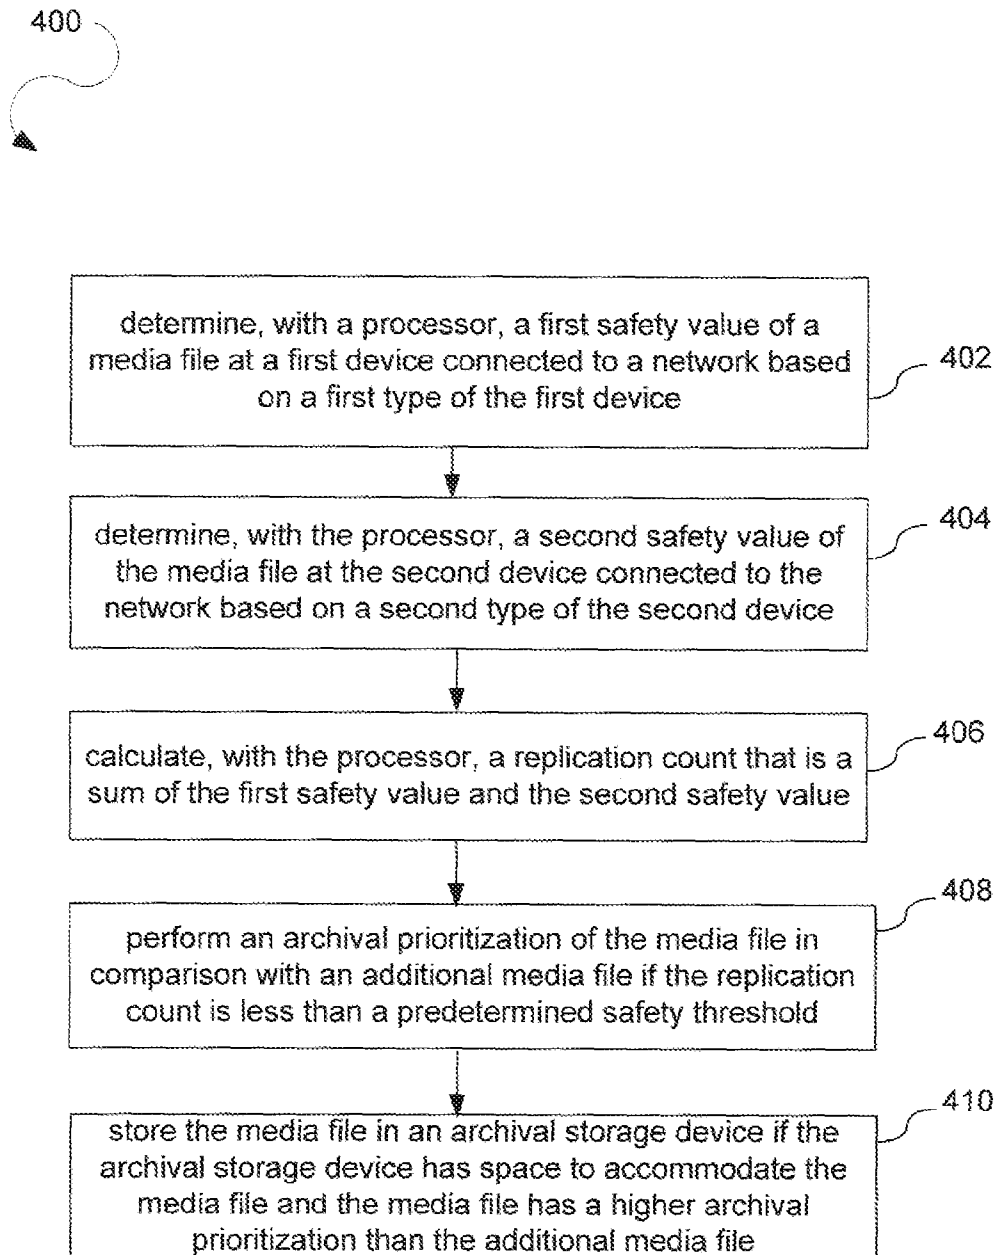 400
determine, with a processor, a first safety value of a
media file at a first device connected to a network based
on a first type of the first device
402
determine, with the processor, a second safety value of
the media file at the second device connected to the
network based on a second type of the second device
404
calculate, with the processor, a replication count that is a
sum of the first safety value and the second safety value
406
perform an archival prioritization of the media file in
comparison with an additional media file if the replication
count is less than a predetermined safety threshold
408
store the media file in an archival storage device if the
archival storage device has space to accommodate the
media file and the media file has a higher archival
prioritization than the additional media file
410